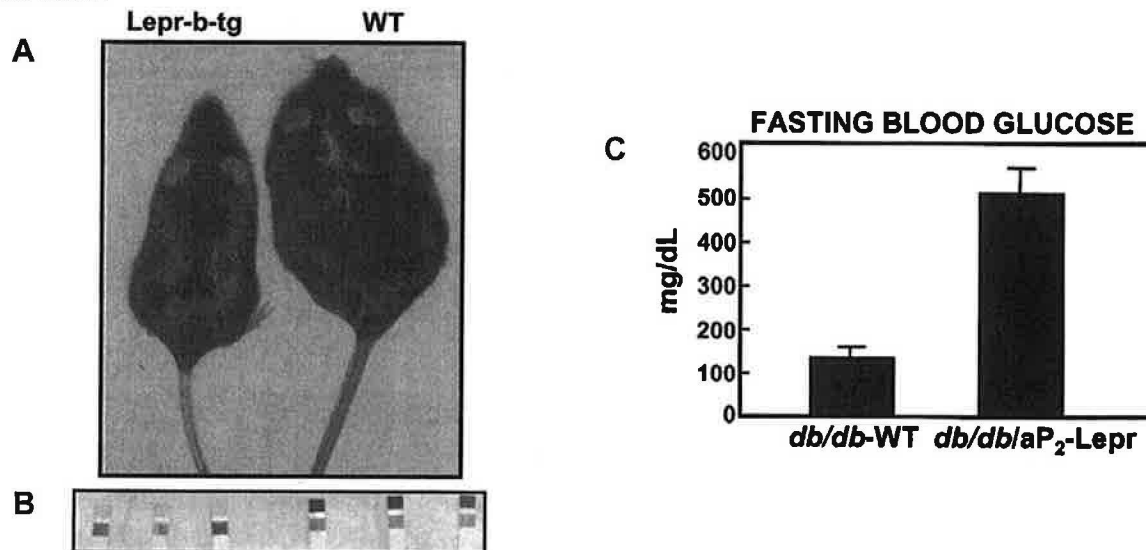 Lepr-b-tg WT
A
B
C
FASTING BLOOD GLUCOSE
mg/dL
600
500
400
300
200
100
0
db/db-WT db/db/aP₂-Lepr